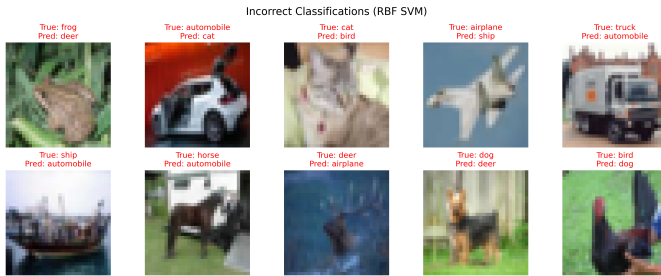 Incorrect Classifications (RBF SVM)
True: frog
Pred: deer
True: automobile
Pred: cat
True: cat
Pred: bird
True: airplane
Pred: ship
True: truck
Pred: automobile
True: ship
Pred: automobile
True: horse
Pred: automobile
True: deer
Pred: airplane
True: dog
Pred: deer
True: bird
Pred: dog